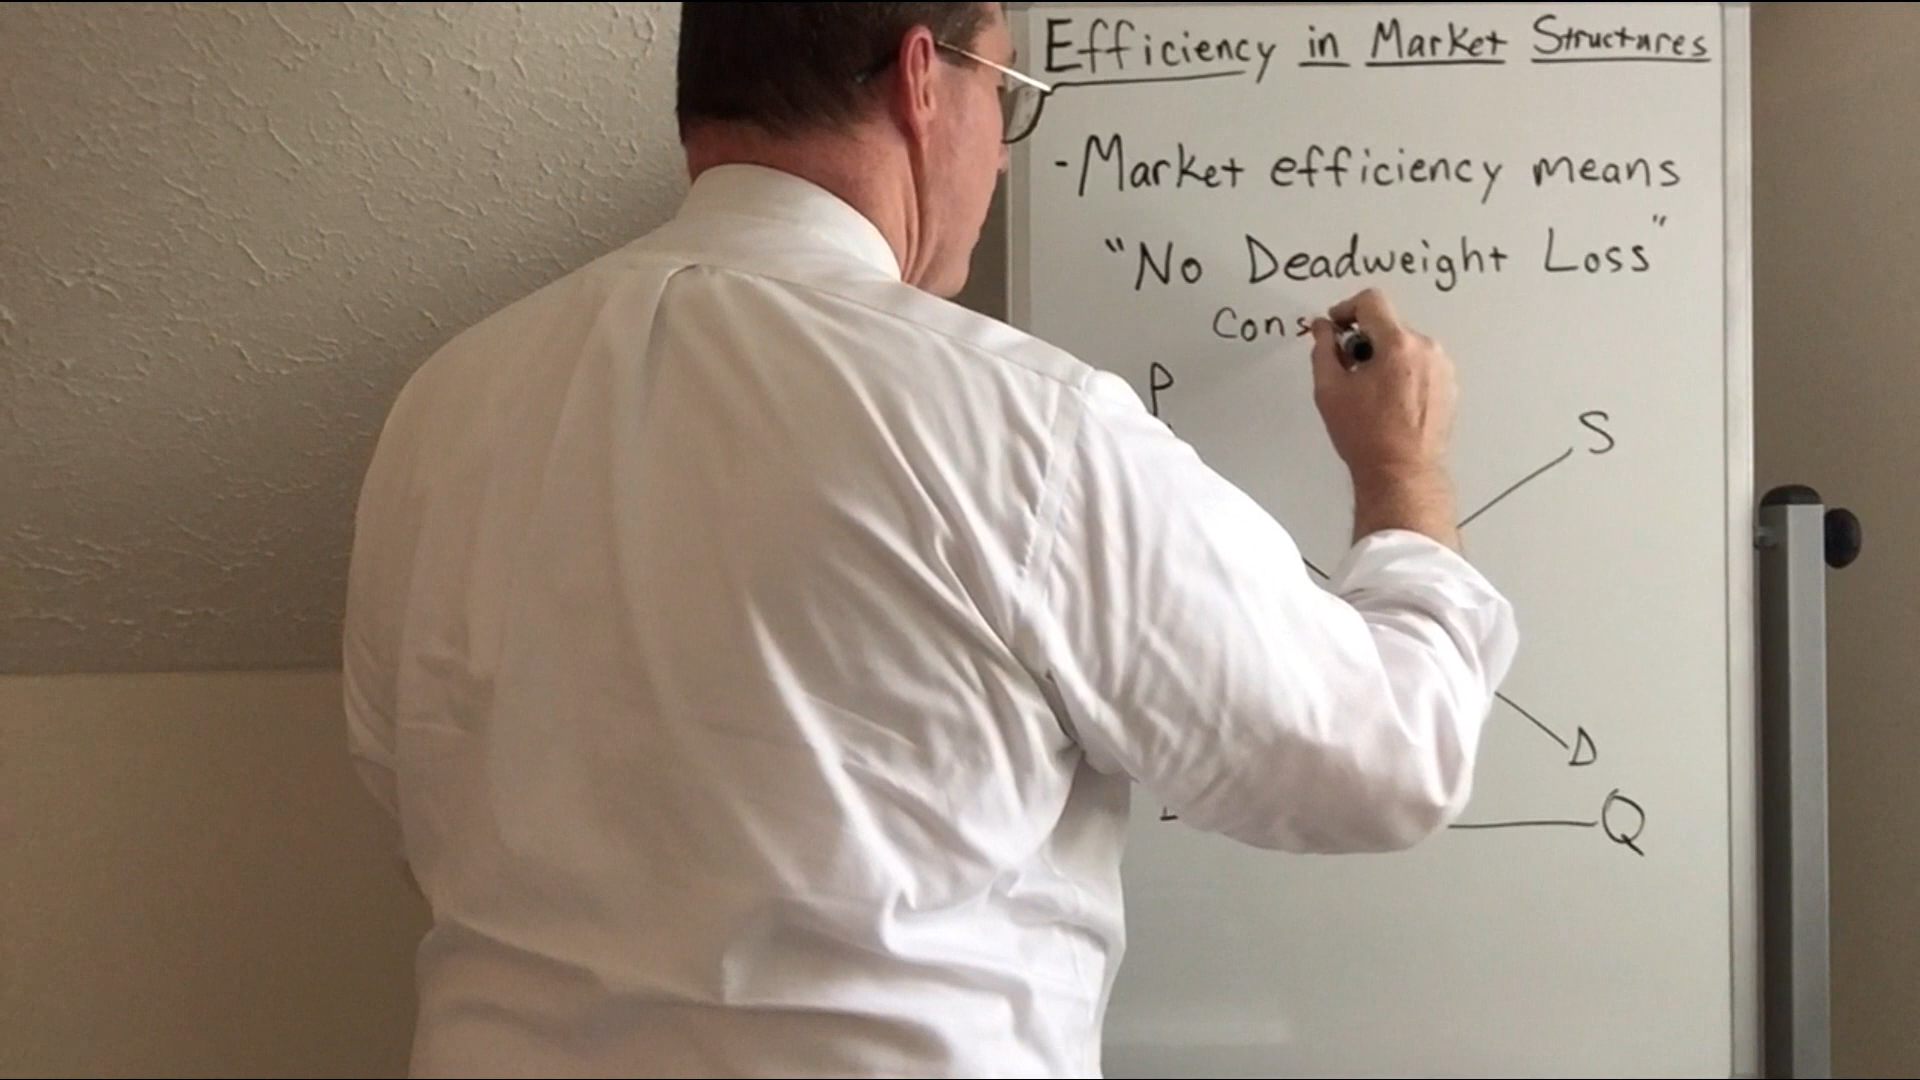 Efficiency in Market Structures
- Market efficiency means
"No Deadweight Loss"
Cons
P
S
D
Q